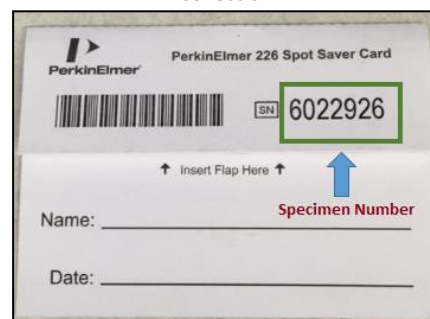 PerkinElmer 226 Spot Saver Card
PerkinElmer
SN 6022926
↑ Insert Flap Here ↑
Specimen Number
Name:
Date: